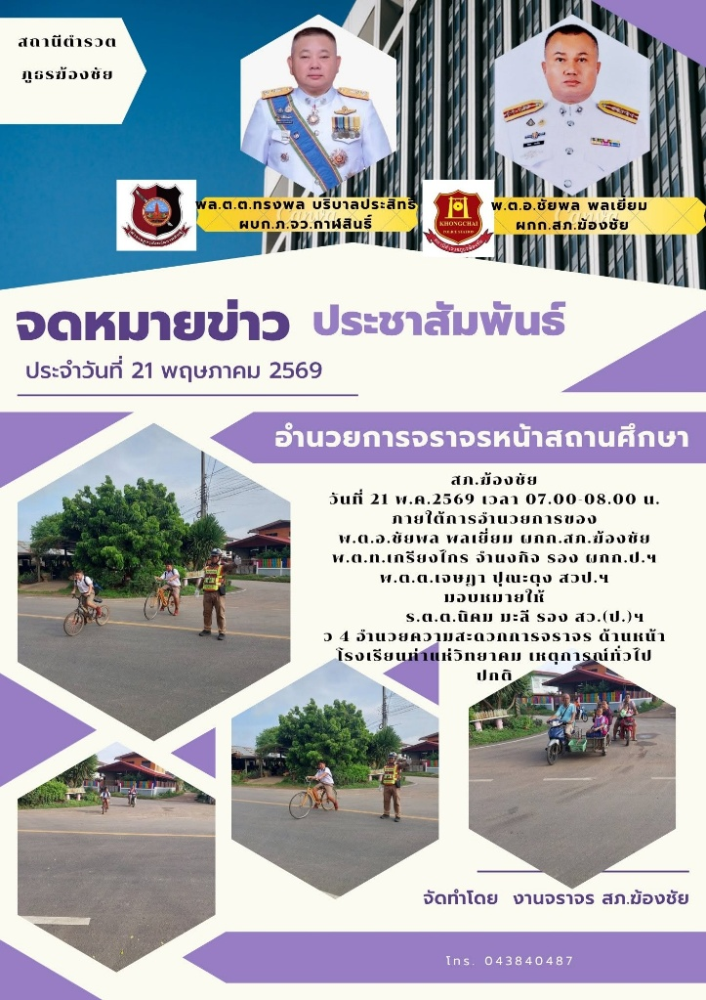 สถานีตำรวต
ภูธรฆ้องชัย
พล.ต.ต.ทรงพล บริบาลประสิทธิ์
ผบก.ภ.จว.กาฬสินธุ์
KHONGCHAI
POLICE STATION
พ.ต.อ.ชัยพล พลเยี่ยม
ผกก.สภ.ฆ้องชัย
จดหมายข่าว ประชาสัมพันธ์
ประจำวันที่ 21 พฤษภาคม 2569
อำนวยการจราจรหน้าสถานศึกษา
สภ.ฆ้องชัย
วันที่ 21 พ.ค.2569 เวลา 07.00-08.00 น.
ภายใต้การอำนวยการของ
พ.ต.อ.ชัยพล พลเยี่ยม ผกก.สภ.ฆ้องชัย
พ.ต.ท.เกรียงไกร จำนงกิจ รอง ผกก.ป.ฯ
พ.ต.ต.เจษฎา ปุณะตุง สวป.ฯ
มอบหมายให้
ร.ต.ต.นิคม มะลี รอง สว.(ป.)ฯ
ว 4 อำนวยความสะดวกการจราจร ด้านหน้า
โรงเรียนท่าแห่วิทยาคม เหตุการณ์ทั่วไป
ปกติ
จัดทำโดย งานจราจร สภ.ฆ้องชัย
โทร. 043840487